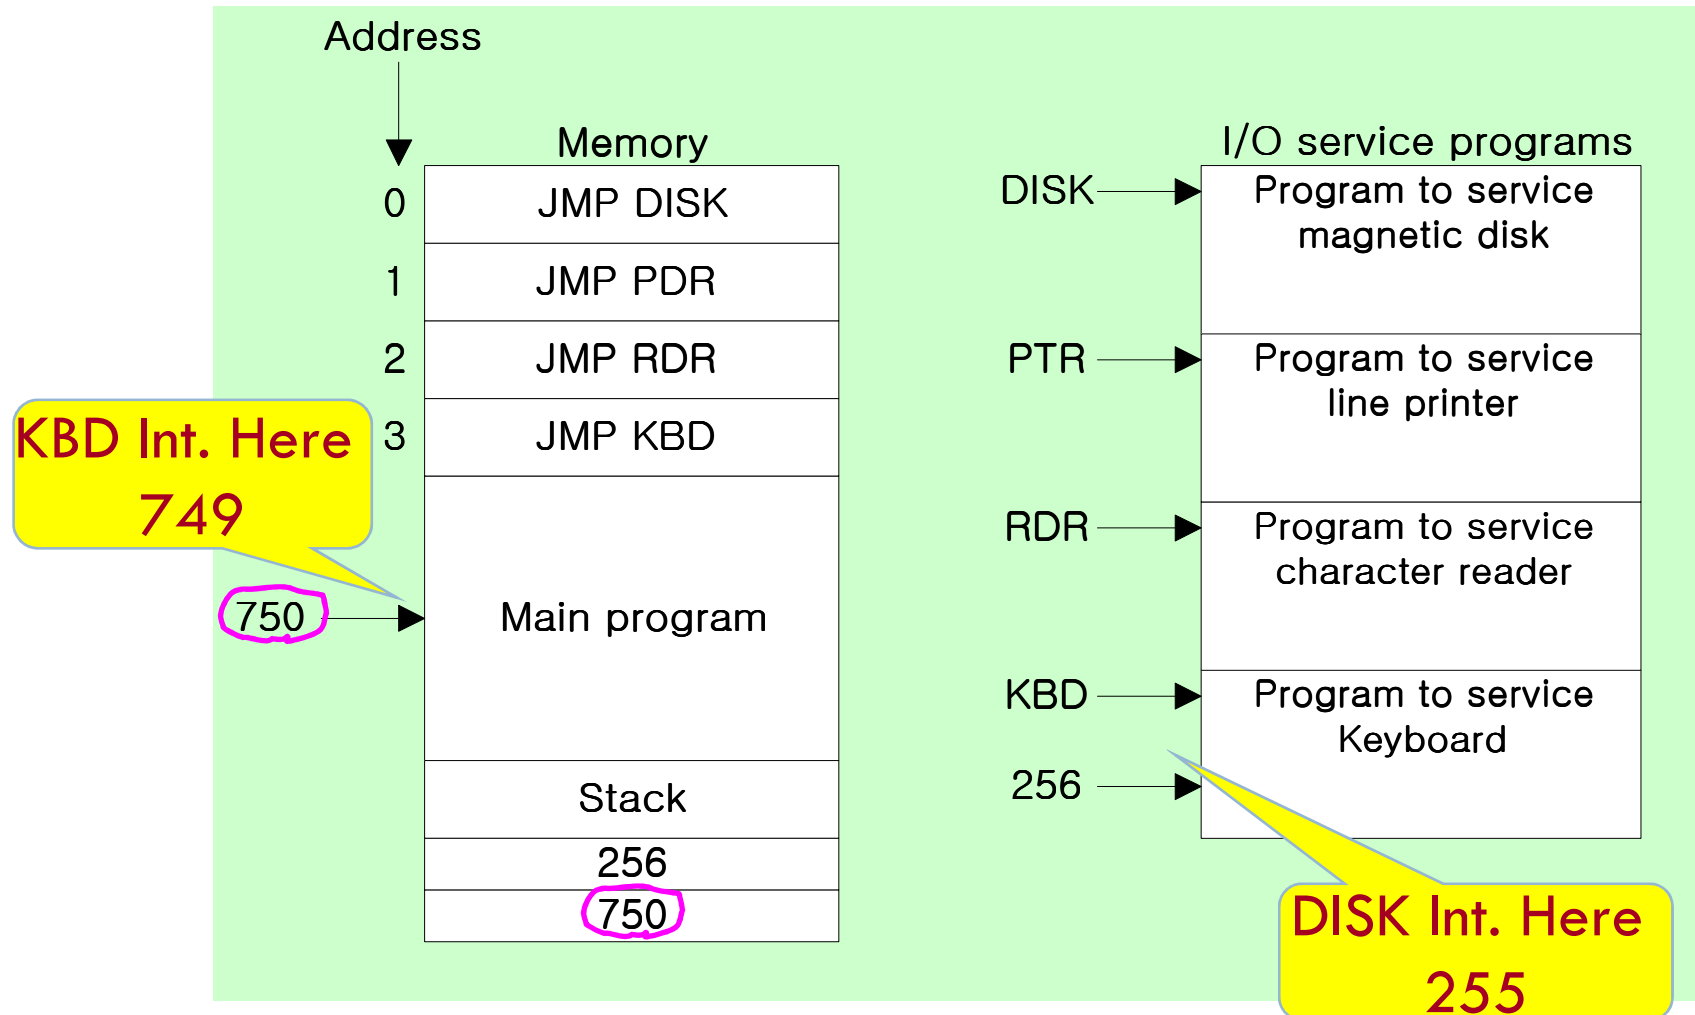 Address
Memory
0
JMP DISK
1
JMP PDR
2
JMP RDR
3
JMP KBD
KBD Int. Here
749
750
Main program
Stack
256
750
I/O service programs
DISK
Program to service
magnetic disk
PTR
Program to service
line printer
RDR
Program to service
character reader
KBD
Program to service
Keyboard
256
DISK Int. Here
255